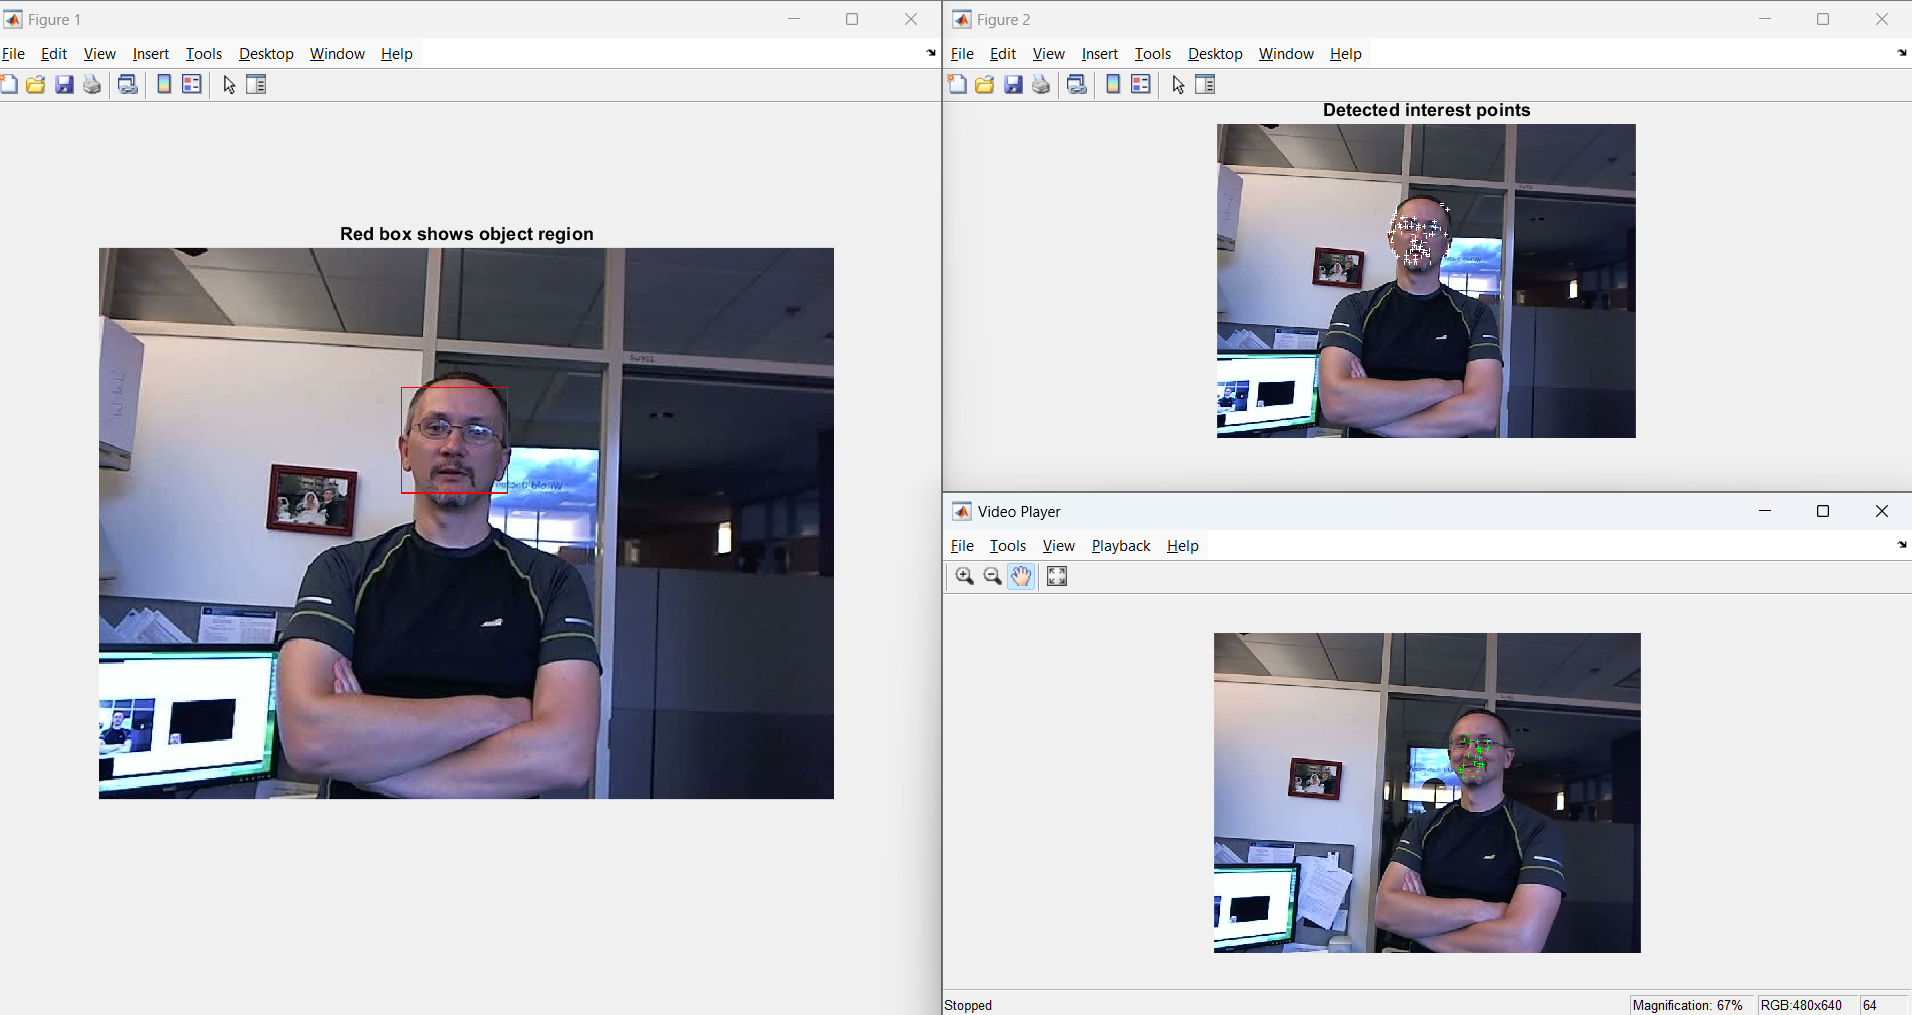 Figure 1
File Edit View Insert Tools Desktop Window Help
Red box shows object region
Figure 2
File Edit View Insert Tools Desktop Window Help
Detected interest points
Video Player
File Tools View Playback Help
Stopped
Magnification: 67% RGB:480x640 64